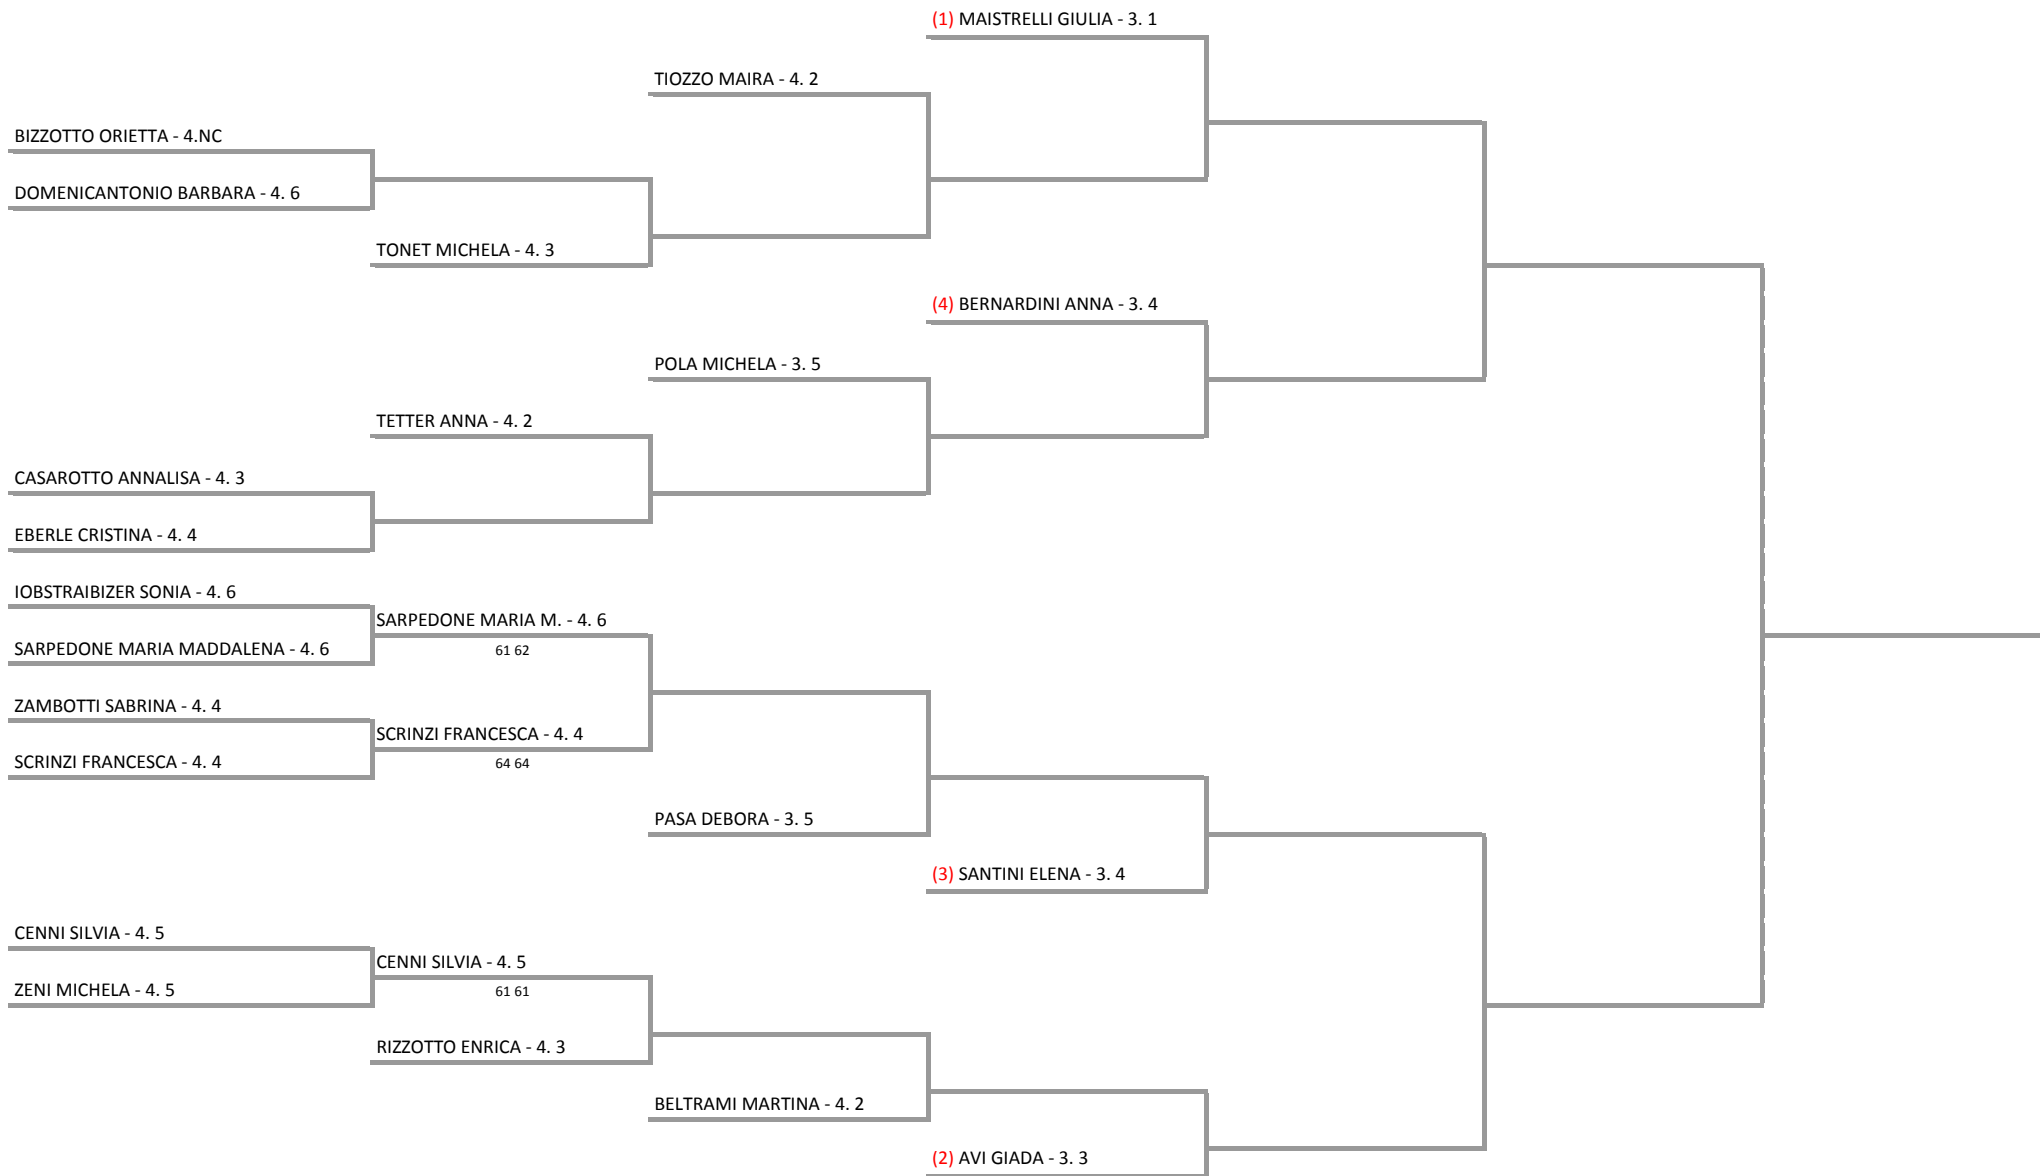 (1) MAISTRELLI GIULIA - 3. 1
TIOZZO MAIRA - 4. 2
BIZZOTTO ORIETTA - 4.NC
DOMENICANTONIO BARBARA - 4. 6
TONET MICHELA - 4. 3
(4) BERNARDINI ANNA - 3. 4
POLA MICHELA - 3. 5
TETTER ANNA - 4. 2
CASAROTTO ANNALISA - 4. 3
EBERLE CRISTINA - 4. 4
IOBSTRAIBIZER SONIA - 4. 6
SARPEDONE MARIA M. - 4. 6
SARPEDONE MARIA MADDALENA - 4. 6
61 62
ZAMBOTTI SABRINA - 4. 4
SCRINZI FRANCESCA - 4. 4
SCRINZI FRANCESCA - 4. 4
64 64
PASA DEBORA - 3. 5
(3) SANTINI ELENA - 3. 4
CENNI SILVIA - 4. 5
CENNI SILVIA - 4. 5
ZENI MICHELA - 4. 5
61 61
RIZZOTTO ENRICA - 4. 3
BELTRAMI MARTINA - 4. 2
(2) AVI GIADA - 3. 3